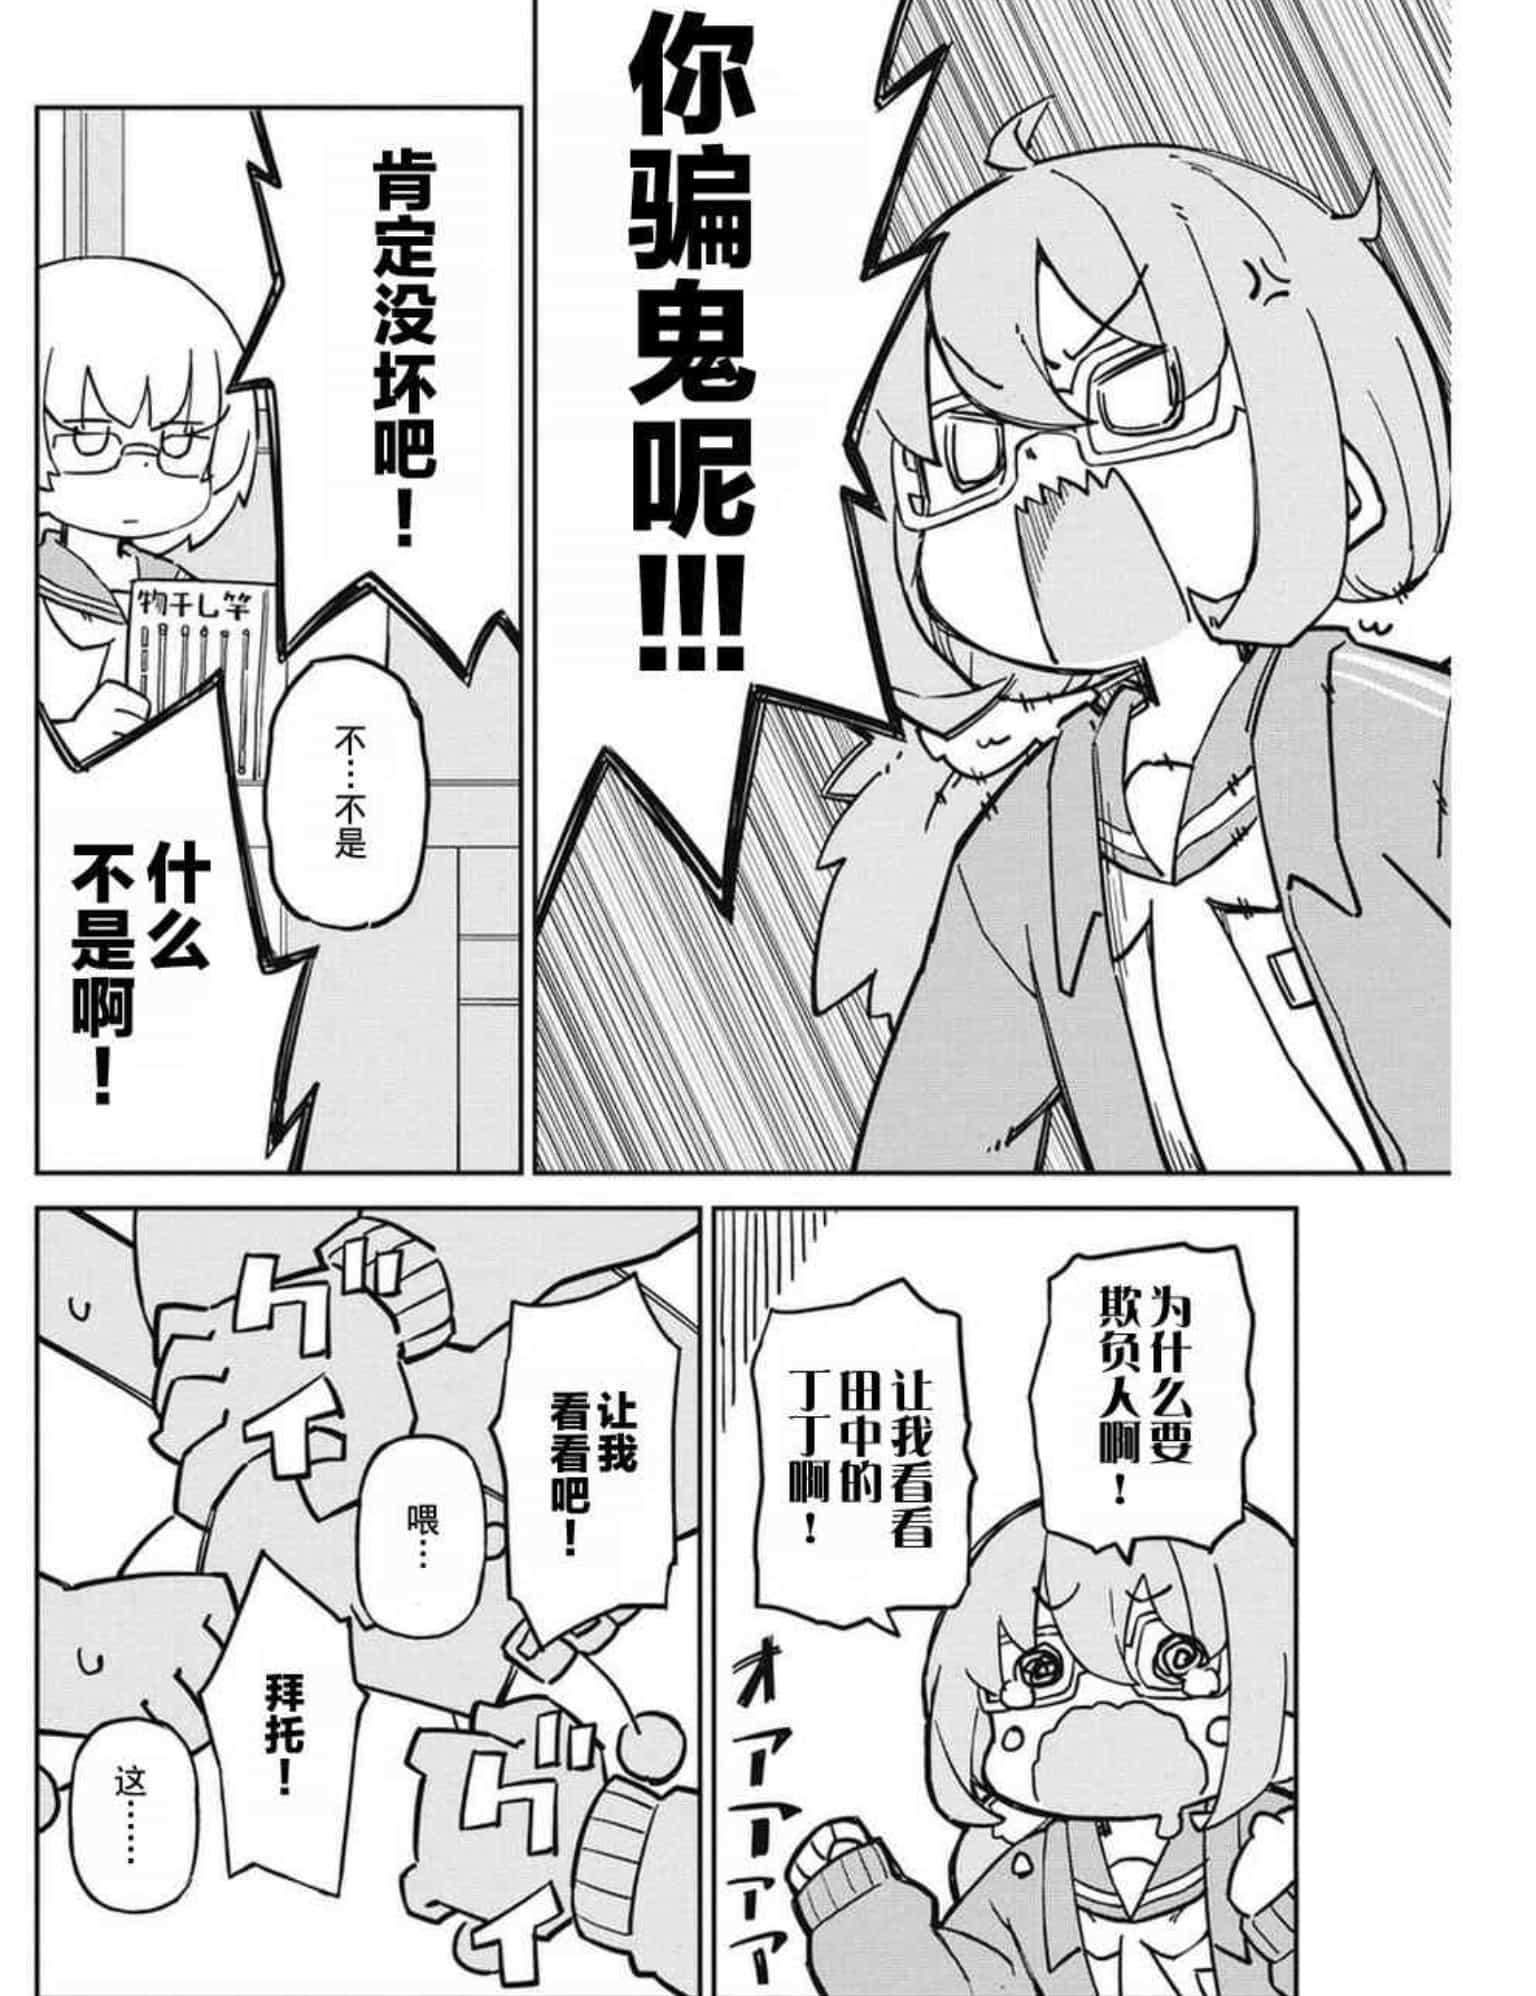 你骗鬼呢!!!
肯定没坏吧！
物干し竿
不…不是
什么
不是啊！
为什么要
欺负人啊！
让我看看
田中的
丁丁啊！
オアアアアア
让我
看看吧！
グイ
喂…
拜托！
グイ
这……